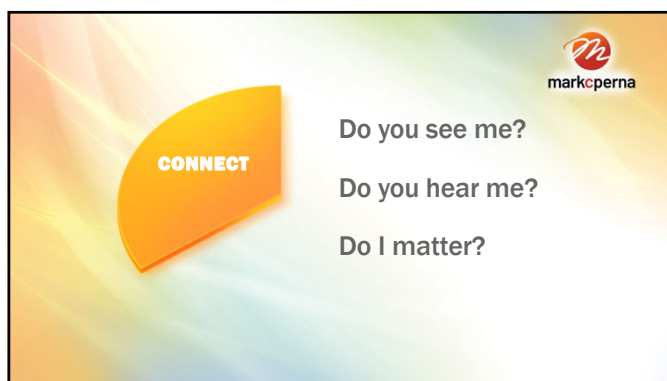 markcperna
CONNECT
Do you see me?
Do you hear me?
Do I matter?